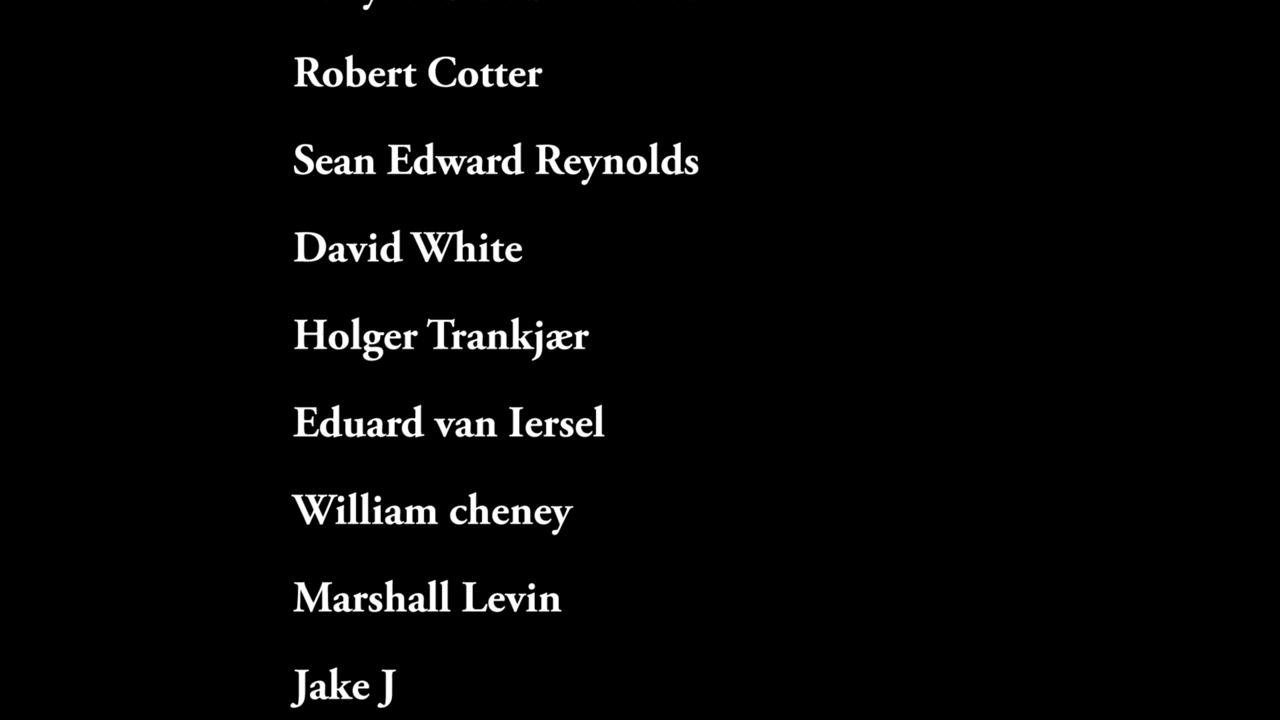 Robert Cotter
Sean Edward Reynolds
David White
Holger Trankjær
Eduard van Iersel
William cheney
Marshall Levin
Jake J